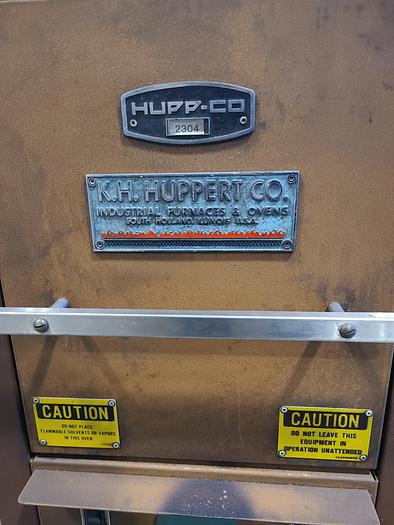 HUPP-CO
2304
K.H. HUPPERT CO.
INDUSTRIAL FURNACES & OVENS
SOUTH HOLLAND, ILLINOIS U.S.A.
CAUTION
DO NOT PLACE
FLAMMABLE SOLVENTS OR VAPORS
IN THIS OVEN
CAUTION
DO NOT LEAVE THIS
EQUIPMENT IN
OPERATION UNATTENDED